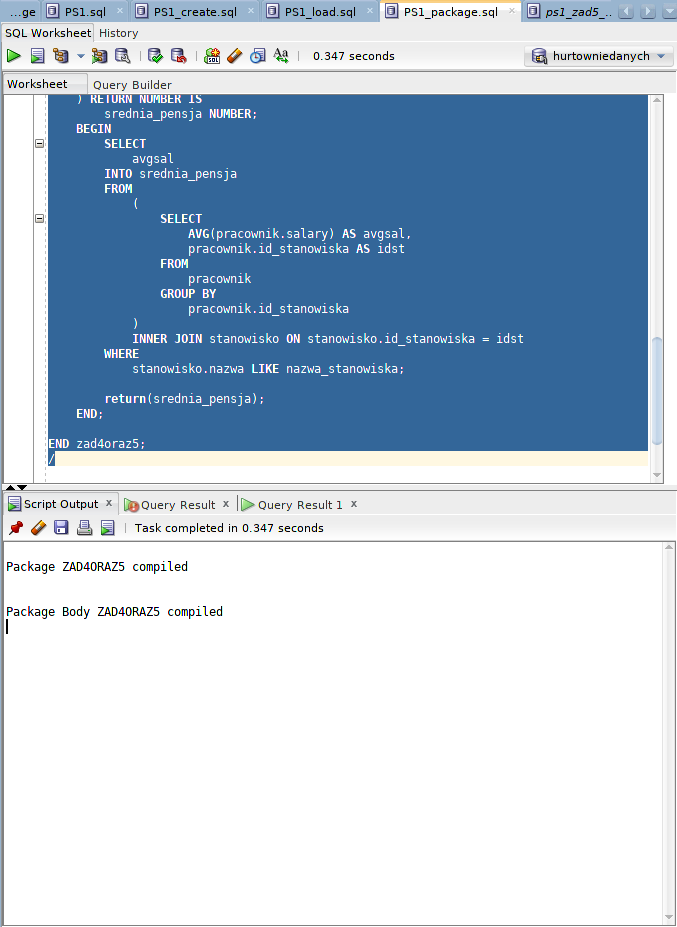 ...ge PS1.sql PS1_create.sql PS1_load.sql PS1_package.sql ps1_zad5_...
SQL Worksheet History
0.347 seconds hurtowniedanych
Worksheet Query Builder
) RETURN NUMBER IS
srednia_pensja NUMBER;
BEGIN
SELECT
avgsal
INTO srednia_pensja
FROM
(
SELECT
AVG(pracownik.salary) AS avgsal,
pracownik.id_stanowiska AS idst
FROM
pracownik
GROUP BY
pracownik.id_stanowiska
)
INNER JOIN stanowisko ON stanowisko.id_stanowiska = idst
WHERE
stanowisko.nazwa LIKE nazwa_stanowiska;
return(srednia_pensja);
END;
END zad4oraz5;
/
Script Output x Query Result x Query Result 1 x
Task completed in 0.347 seconds
Package ZAD4ORAZ5 compiled
Package Body ZAD4ORAZ5 compiled